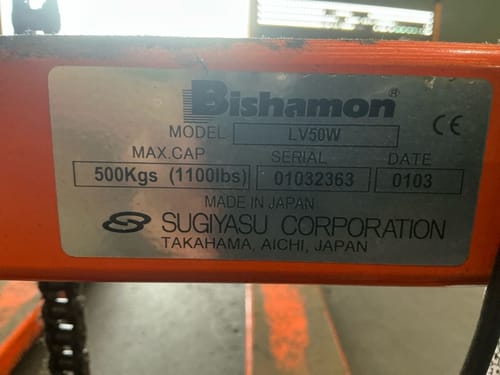 Bishamon®
MODEL LV50W CE
MAX.CAP SERIAL DATE
500Kgs (1100lbs) 01032363 0103
MADE IN JAPAN
SUGIYASU CORPORATION
TAKAHAMA, AICHI, JAPAN